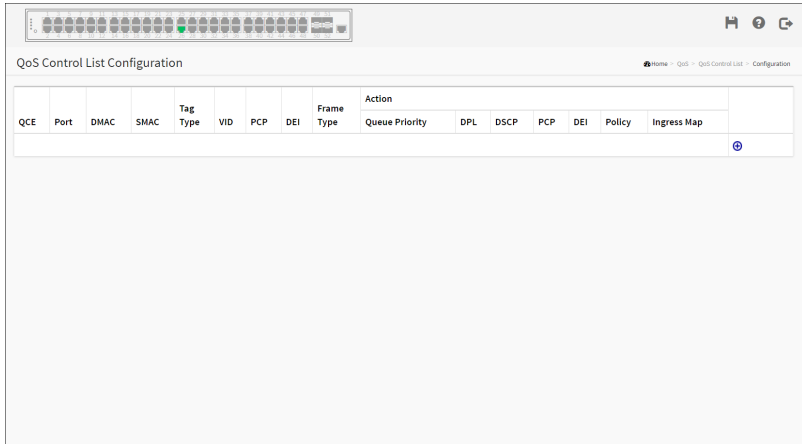 QoS Control List Configuration
Home > QoS > QoS Control List > Configuration
QCE Port DMAC SMAC Tag Type VID PCP DEI Frame Type Action
Queue Priority DPL DSCP PCP DEI Policy Ingress Map